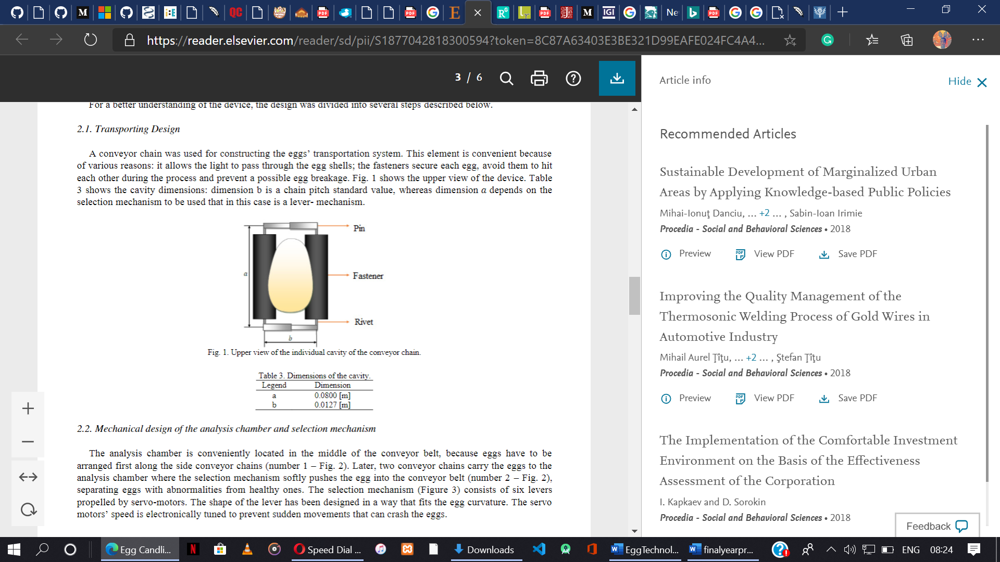 M
QC
E
Ne
https://reader.elsevier.com/reader/sd/pii/S1877042818300594?token=8C87A63403E3BE321D99EAFE024FC4A4...
3 / 6
For a better understanding of the device, the design was divided into several steps described below.
2.1. Transporting Design
A conveyor chain was used for constructing the eggs’ transportation system. This element is convenient because
of various reasons: it allows the light to pass through the egg shells; the fasteners secure each egg, avoid them to hit
each other during the process and prevent a possible egg breakage. Fig. 1 shows the upper view of the device. Table
3 shows the cavity dimensions: dimension b is a chain pitch standard value, whereas dimension a depends on the
selection mechanism to be used that in this case is a lever- mechanism.
Pin
a
Fastener
Rivet
b
Fig. 1. Upper view of the individual cavity of the conveyor chain.
Table 3. Dimensions of the cavity.
Legend Dimension
a 0.0800 [m]
b 0.0127 [m]
2.2. Mechanical design of the analysis chamber and selection mechanism
The analysis chamber is conveniently located in the middle of the conveyor belt, because eggs have to be
arranged first along the side conveyor chains (number 1 – Fig. 2). Later, two conveyor chains carry the eggs to the
analysis chamber where the selection mechanism softly pushes the egg into the conveyor belt (number 2 – Fig. 2),
separating eggs with abnormalities from healthy ones. The selection mechanism (Figure 3) consists of six levers
propelled by servo-motors. The shape of the lever has been designed in a way that fits the egg curvature. The servo
motors’ speed is electronically tuned to prevent sudden movements that can crash the eggs.
Article info
Hide
Recommended Articles
Sustainable Development of Marginalized Urban
Areas by Applying Knowledge-based Public Policies
Mihai-Ionuţ Danciu, ... +2 ... , Sabin-Ioan Irimie
Procedia - Social and Behavioral Sciences • 2018
Preview View PDF Save PDF
Improving the Quality Management of the
Thermosonic Welding Process of Gold Wires in
Automotive Industry
Mihail Aurel Ţîţu, ... +2 ... , Ştefan Ţîţu
Procedia - Social and Behavioral Sciences • 2018
Preview View PDF Save PDF
The Implementation of the Comfortable Investment
Environment on the Basis of the Effectiveness
Assessment of the Corporation
I. Kapkaev and D. Sorokin
Procedia - Social and Behavioral Sciences • 2018
Feedback
Egg Candli...
Speed Dial ...
Downloads
EggTechnol...
finalyearpr...
ENG
08:24